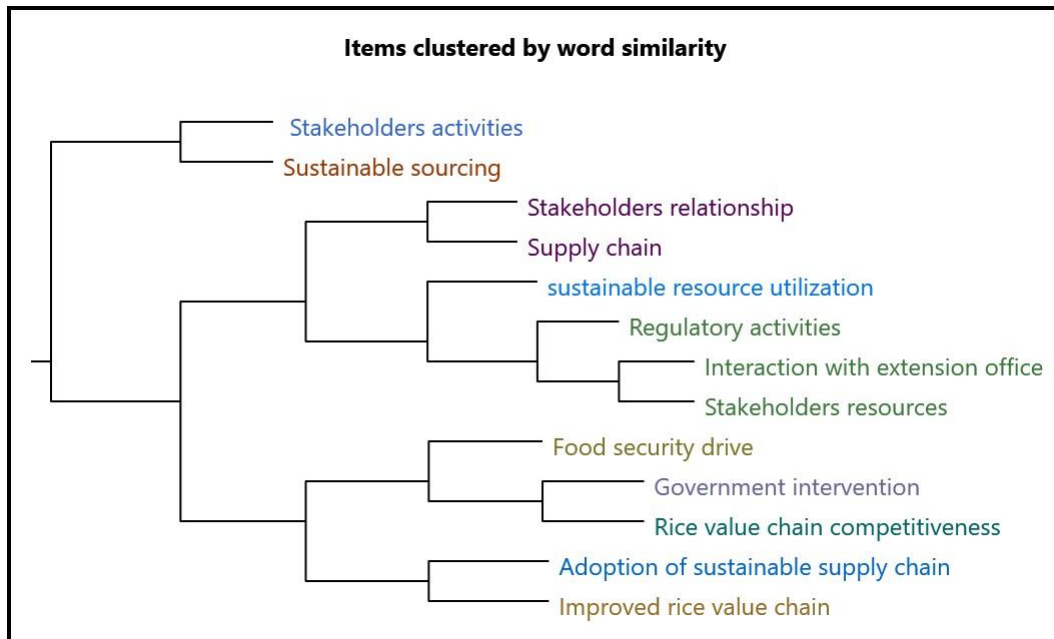 Items clustered by word similarity
Stakeholders activities
Sustainable sourcing
Stakeholders relationship
Supply chain
sustainable resource utilization
Regulatory activities
Interaction with extension office
Stakeholders resources
Food security drive
Government intervention
Rice value chain competitiveness
Adoption of sustainable supply chain
Improved rice value chain